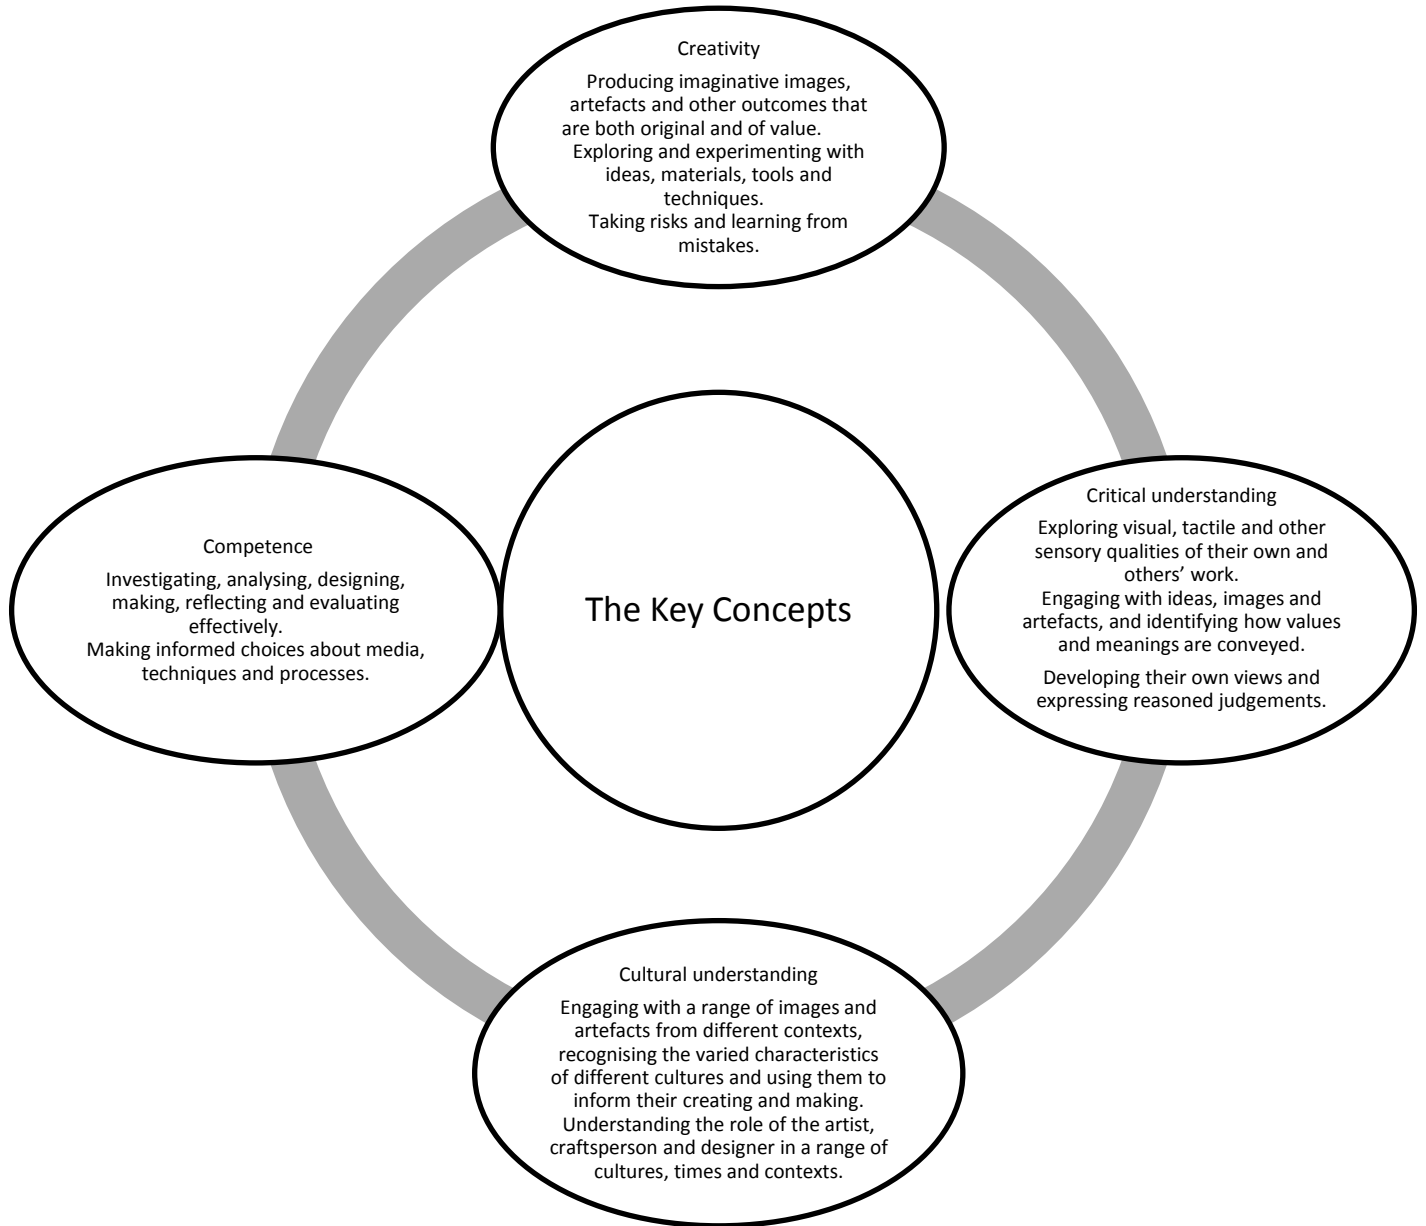 Creativity
Producing imaginative images,
artefacts and other outcomes that
are both original and of value.
Exploring and experimenting with
ideas, materials, tools and
techniques.
Taking risks and learning from
mistakes.
Critical understanding
Exploring visual, tactile and other
sensory qualities of their own and
others’ work.
Engaging with ideas, images and
artefacts, and identifying how values
and meanings are conveyed.
Developing their own views and
expressing reasoned judgements.
Competence
Investigating, analysing, designing,
making, reflecting and evaluating
effectively.
Making informed choices about media,
techniques and processes.
The Key Concepts
Cultural understanding
Engaging with a range of images and
artefacts from different contexts,
recognising the varied characteristics
of different cultures and using them to
inform their creating and making.
Understanding the role of the artist,
craftsperson and designer in a range of
cultures, times and contexts.